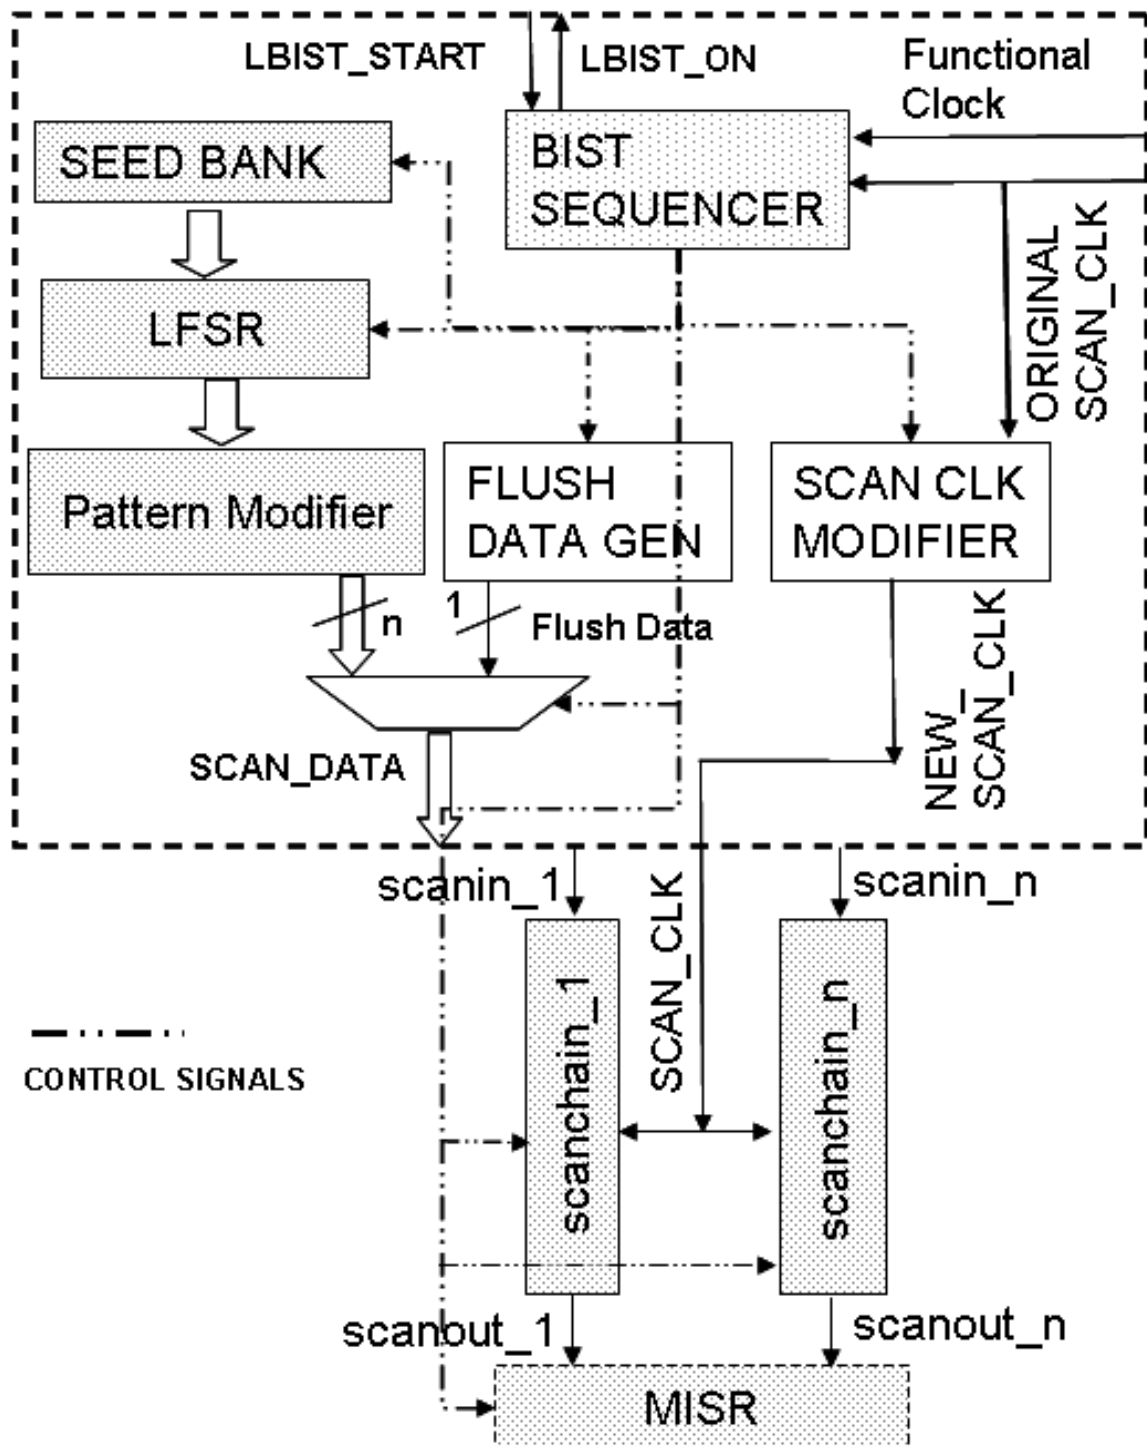 LBIST_START
LBIST_ON
Functional
Clock
SEED BANK
BIST
SEQUENCER
ORIGINAL
SCAN_CLK
LFSR
Pattern Modifier
FLUSH
DATA GEN
SCAN CLK
MODIFIER
n
1
Flush Data
NEW_
SCAN_CLK
SCAN_DATA
scanin_1
scanin_n
SCAN_CLK
scanchain_1
scanchain_n
CONTROL SIGNALS
scanout_1
scanout_n
MISR